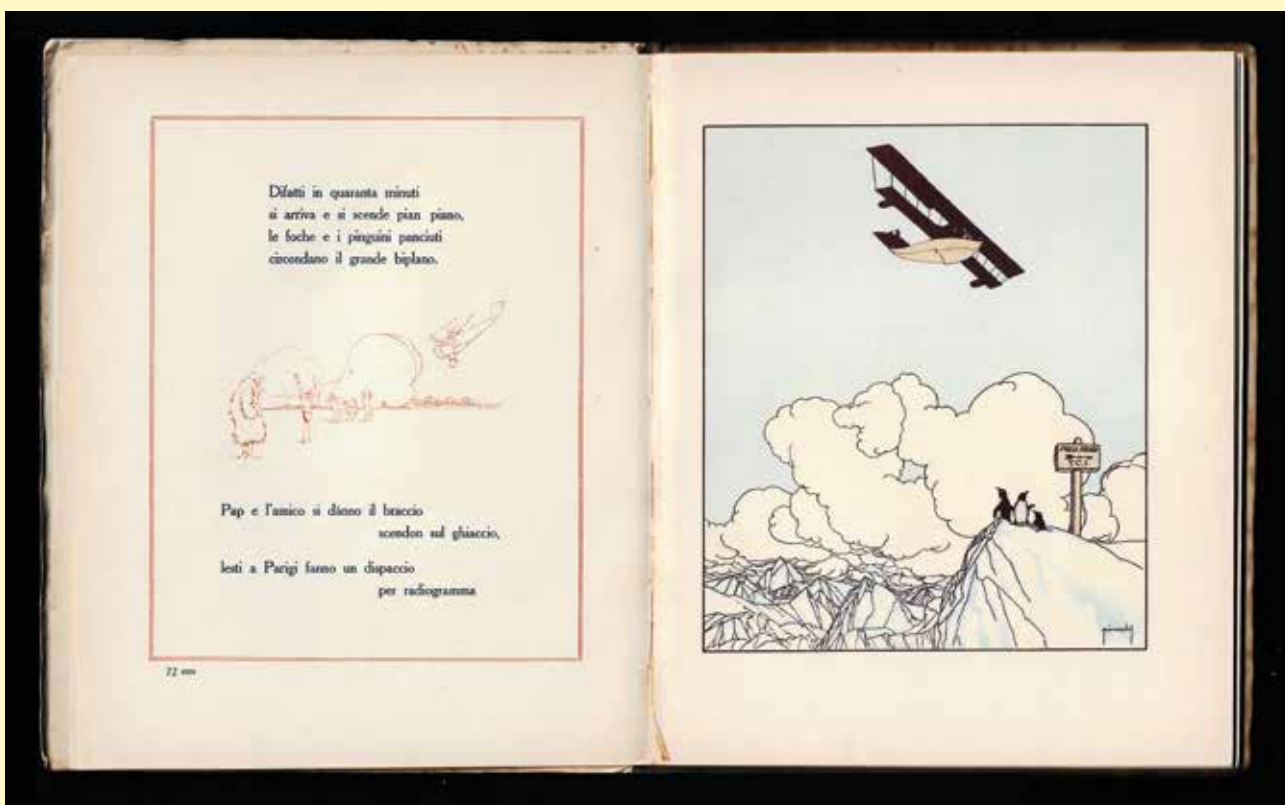 Difatti in quaranta minuti
si arriva e si scende pian piano,
le foche e i pinguini panciuti
circondano il grande biplano.
Pap e l'amico si dànno il braccio
scendon sul ghiaccio,
lesti a Parigi fanno un dispaccio
per radiogramma
72
T.C.I.